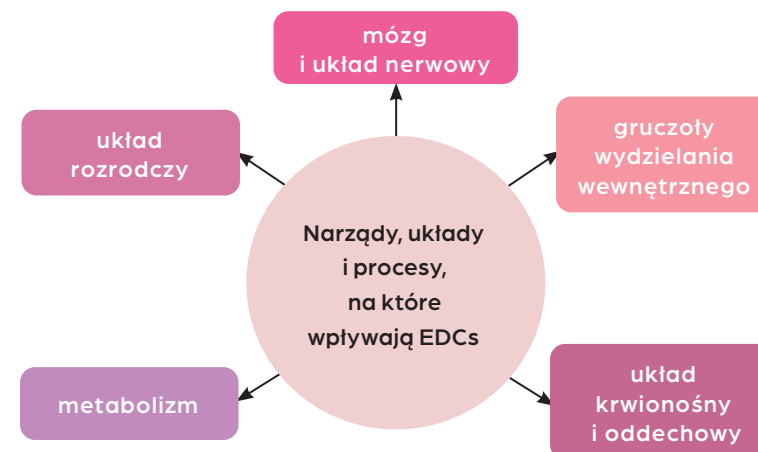 mózg
i układ nerwowy
układ
rozrodczy
gruczoły
wydzielania
wewnętrznego
Narządy, układy
i procesy,
na które
wpływają EDCs
metabolizm
układ
krwionośny
i oddechowy